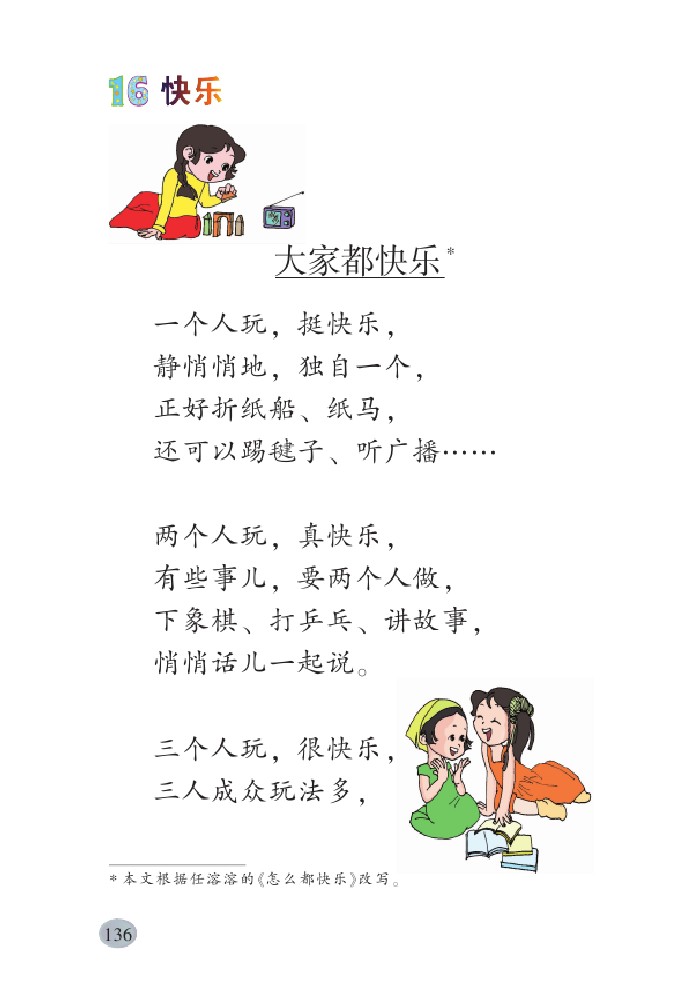 16 快乐
大家都快乐*
一个人玩，挺快乐，
静悄悄地，独自一个，
正好折纸船、纸马，
还可以踢毽子、听广播……
两个人玩，真快乐，
有些事儿，要两个人做，
下象棋、打乒乓、讲故事，
悄悄话儿一起说。
三个人玩，很快乐，
三人成众玩法多，
*本文根据任溶溶的《怎么都快乐》改写。
136